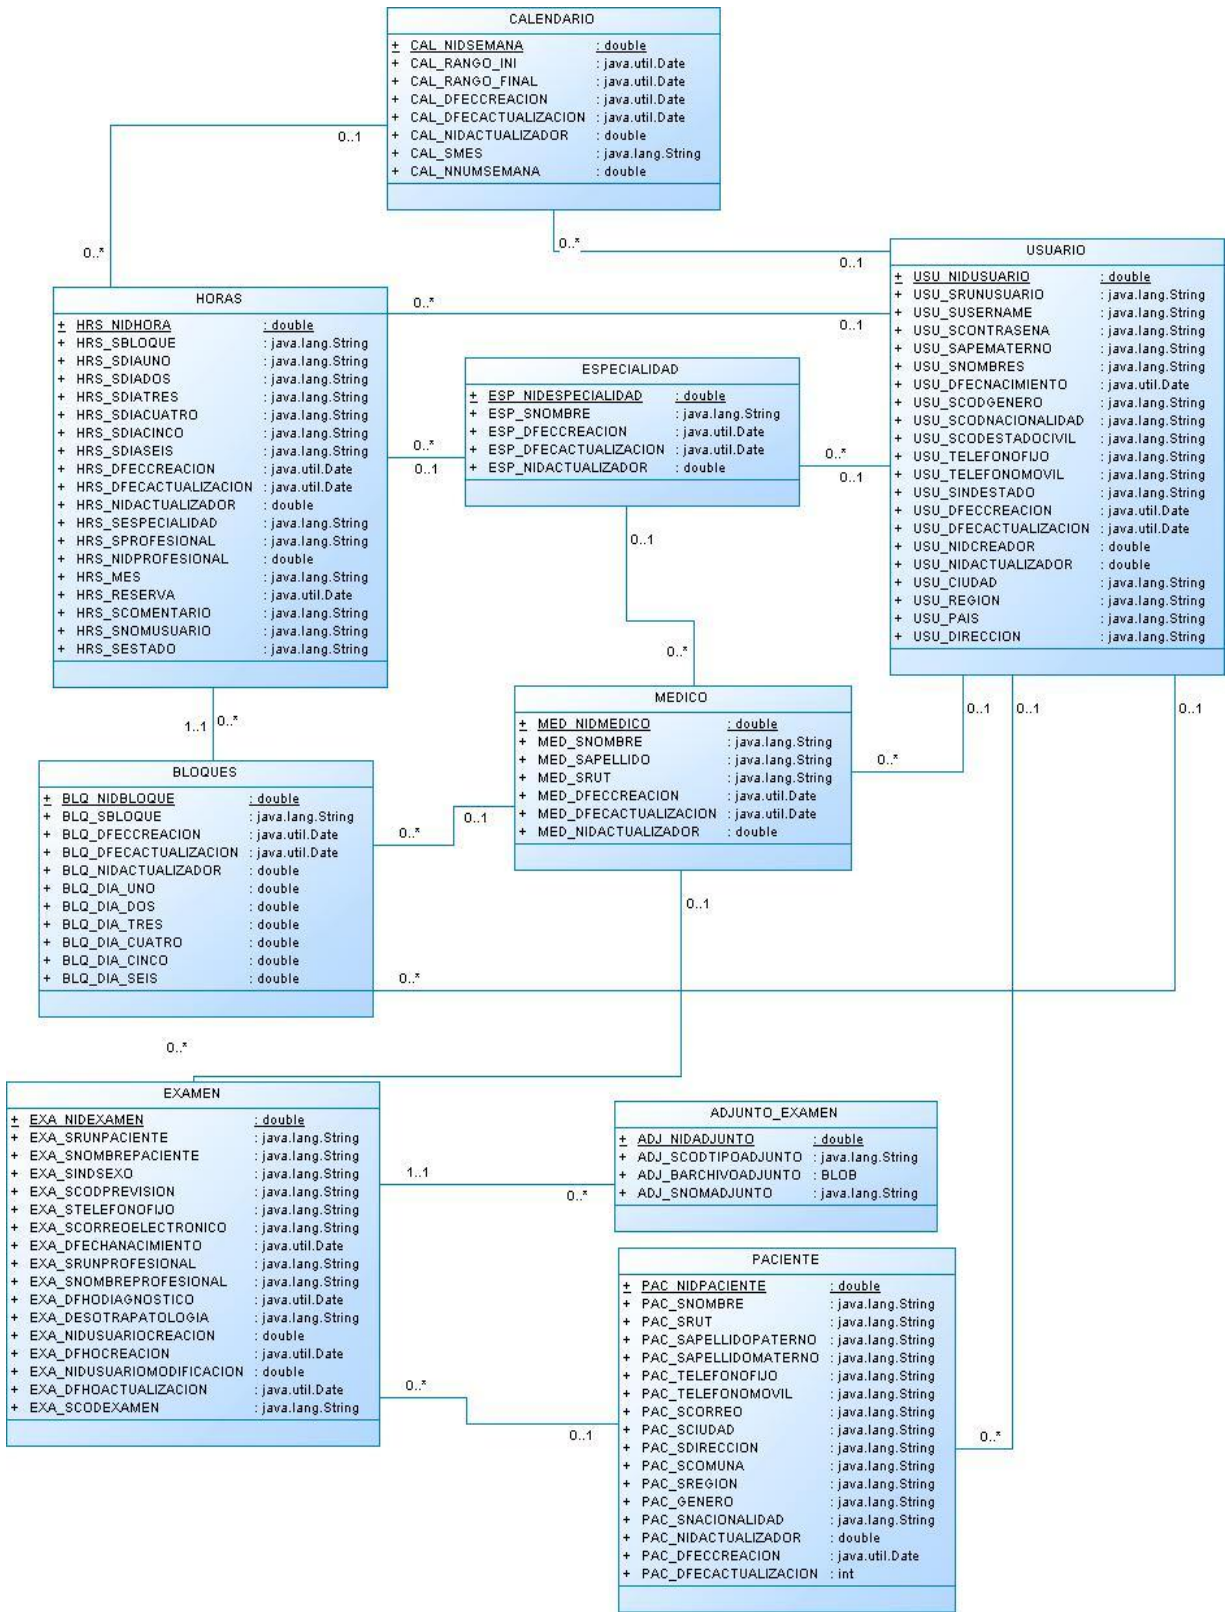 CALENDARIO
+ CAL_NIDSEMANA : double
+ CAL_RANGO_INI : java.util.Date
+ CAL_RANGO_FINAL : java.util.Date
+ CAL_DFECCREACION : java.util.Date
+ CAL_DFECACTUALIZACION : java.util.Date
+ CAL_NIDACTUALIZADOR : double
+ CAL_SMES : java.lang.String
+ CAL_NNUMSEMANA : double
0..1
0..*
0..*
0..1
USUARIO
+ USU_NIDUSUARIO : double
+ USU_SRUNUSUARIO : java.lang.String
+ USU_SUSERNAME : java.lang.String
+ USU_SCONTRASENA : java.lang.String
+ USU_SAPEMATERNO : java.lang.String
+ USU_SNOMBRES : java.lang.String
+ USU_DFECNACIMIENTO : java.util.Date
+ USU_SCODGENERO : java.lang.String
+ USU_SCODNACIONALIDAD : java.lang.String
+ USU_SCODESTADOCIVIL : java.lang.String
+ USU_TELEFONOFIJO : java.lang.String
+ USU_TELEFONOMOVIL : java.lang.String
+ USU_SINDESTADO : java.lang.String
+ USU_DFECCREACION : java.util.Date
+ USU_DFECACTUALIZACION : java.util.Date
+ USU_NIDCREADOR : double
+ USU_NIDACTUALIZADOR : double
+ USU_CIUDAD : java.lang.String
+ USU_REGION : java.lang.String
+ USU_PAIS : java.lang.String
+ USU_DIRECCION : java.lang.String
HORAS
+ HRS_NIDHORA : double
+ HRS_SBLOQUE : java.lang.String
+ HRS_SDIAUNO : java.lang.String
+ HRS_SDIADOS : java.lang.String
+ HRS_SDIATRES : java.lang.String
+ HRS_SDIACUATRO : java.lang.String
+ HRS_SDIACINCO : java.lang.String
+ HRS_SDIASEIS : java.lang.String
+ HRS_DFECCREACION : java.util.Date
+ HRS_DFECACTUALIZACION : java.util.Date
+ HRS_NIDACTUALIZADOR : double
+ HRS_SESPECIALIDAD : java.lang.String
+ HRS_SPROFESIONAL : java.lang.String
+ HRS_NIDPROFESIONAL : double
+ HRS_MES : java.lang.String
+ HRS_RESERVA : java.util.Date
+ HRS_SCOMENTARIO : java.lang.String
+ HRS_SNOMUSUARIO : java.lang.String
+ HRS_SESTADO : java.lang.String
0..*
0..1
ESPECIALIDAD
+ ESP_NIDESPECIALIDAD : double
+ ESP_SNOMBRE : java.lang.String
+ ESP_DFECCREACION : java.util.Date
+ ESP_DFECACTUALIZACION : java.util.Date
+ ESP_NIDACTUALIZADOR : double
0..*
0..1
0..*
0..1
0..1
0..*
MEDICO
+ MED_NIDMEDICO : double
+ MED_SNOMBRE : java.lang.String
+ MED_SAPELLIDO : java.lang.String
+ MED_SRUT : java.lang.String
+ MED_DFECCREACION : java.util.Date
+ MED_DFECACTUALIZACION : java.util.Date
+ MED_NIDACTUALIZADOR : double
0..1 0..1 0..1
0..*
1..1 0..*
BLOQUES
+ BLQ_NIDBLOQUE : double
+ BLQ_SBLOQUE : java.lang.String
+ BLQ_DFECCREACION : java.util.Date
+ BLQ_DFECACTUALIZACION : java.util.Date
+ BLQ_NIDACTUALIZADOR : double
+ BLQ_DIA_UNO : double
+ BLQ_DIA_DOS : double
+ BLQ_DIA_TRES : double
+ BLQ_DIA_CUATRO : double
+ BLQ_DIA_CINCO : double
+ BLQ_DIA_SEIS : double
0..1
0..*
0..1
0..*
0..*
EXAMEN
+ EXA_NIDEXAMEN : double
+ EXA_SRUNPACIENTE : java.lang.String
+ EXA_SNOMBREPACIENTE : java.lang.String
+ EXA_SINDSEXO : java.lang.String
+ EXA_SCODPREVISION : java.lang.String
+ EXA_STELEFONOFIJO : java.lang.String
+ EXA_SCORREOELECTRONICO : java.lang.String
+ EXA_DFECHANACIMIENTO : java.util.Date
+ EXA_SRUNPROFESIONAL : java.lang.String
+ EXA_SNOMBREPROFESIONAL : java.lang.String
+ EXA_DFHODIAGNOSTICO : java.util.Date
+ EXA_DESOTRAPATOLOGIA : java.lang.String
+ EXA_NIDUSUARIOCREACION : double
+ EXA_DFHOCREACION : java.util.Date
+ EXA_NIDUSUARIOMODIFICACION : double
+ EXA_DFHOACTUALIZACION : java.util.Date
+ EXA_SCODEXAMEN : java.lang.String
1..1
0..*
ADJUNTO_EXAMEN
+ ADJ_NIDADJUNTO : double
+ ADJ_SCODTIPOADJUNTO : java.lang.String
+ ADJ_BARCHIVOADJUNTO : BLOB
+ ADJ_SNOMADJUNTO : java.lang.String
0..*
0..1
PACIENTE
+ PAC_NIDPACIENTE : double
+ PAC_SNOMBRE : java.lang.String
+ PAC_SRUT : java.lang.String
+ PAC_SAPELLIDOPATERNO : java.lang.String
+ PAC_SAPELLIDOMATERNO : java.lang.String
+ PAC_TELEFONOFIJO : java.lang.String
+ PAC_TELEFONOMOVIL : java.lang.String
+ PAC_SCORREO : java.lang.String
+ PAC_SCIUDAD : java.lang.String
+ PAC_SDIRECCION : java.lang.String
+ PAC_SCOMUNA : java.lang.String
+ PAC_SREGION : java.lang.String
+ PAC_GENERO : java.lang.String
+ PAC_SNACIONALIDAD : java.lang.String
+ PAC_NIDACTUALIZADOR : double
+ PAC_DFECCREACION : java.util.Date
+ PAC_DFECACTUALIZACION : int
0..*